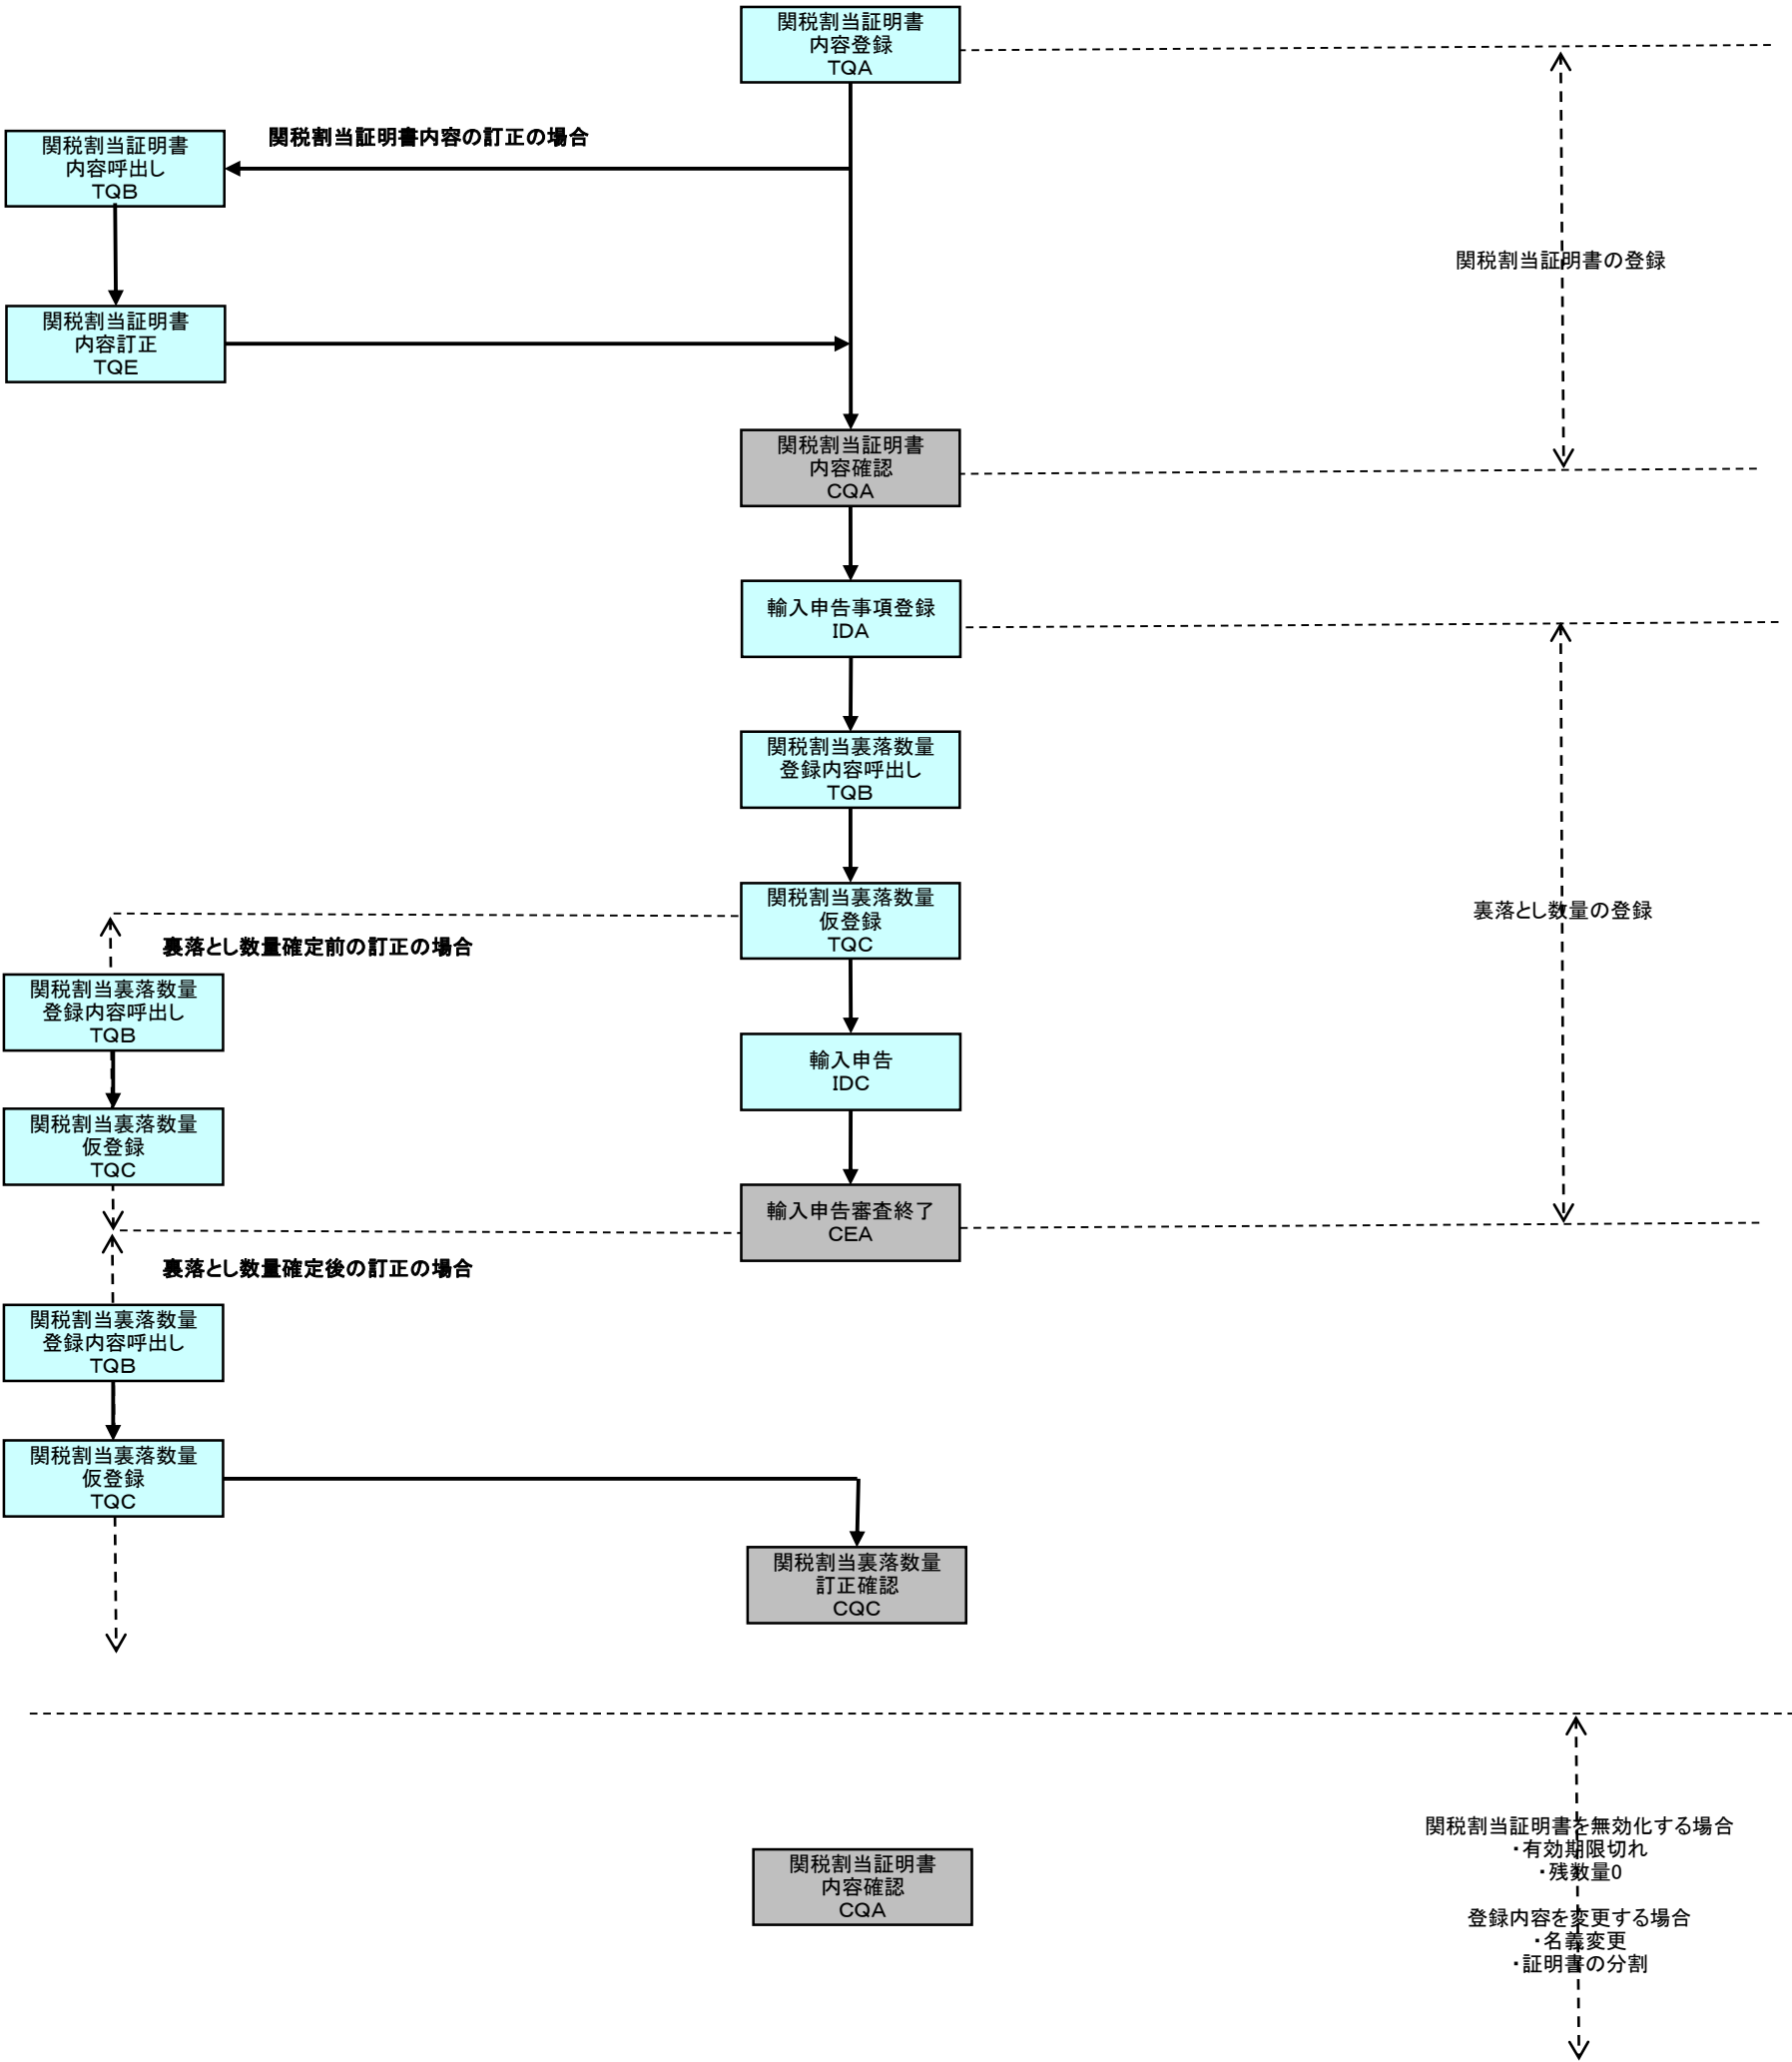 関税割当証明書
内容登録
TQA
関税割当証明書内容の訂正の場合
関税割当証明書
内容呼出し
TQB
関税割当証明書の登録
関税割当証明書
内容訂正
TQE
関税割当証明書
内容確認
CQA
輸入申告事項登録
IDA
関税割当裏落数量
登録内容呼出し
TQB
関税割当裏落数量
仮登録
TQC
裏落とし数量の登録
裏落とし数量確定前の訂正の場合
関税割当裏落数量
登録内容呼出し
TQB
輸入申告
IDC
関税割当裏落数量
仮登録
TQC
輸入申告審査終了
CEA
裏落とし数量確定後の訂正の場合
関税割当裏落数量
登録内容呼出し
TQB
関税割当裏落数量
仮登録
TQC
関税割当裏落数量
訂正確認
CQC
関税割当証明書
内容確認
CQA
関税割当証明書を無効化する場合
・有効期限切れ
・残数量0
登録内容を変更する場合
・名義変更
・証明書の分割